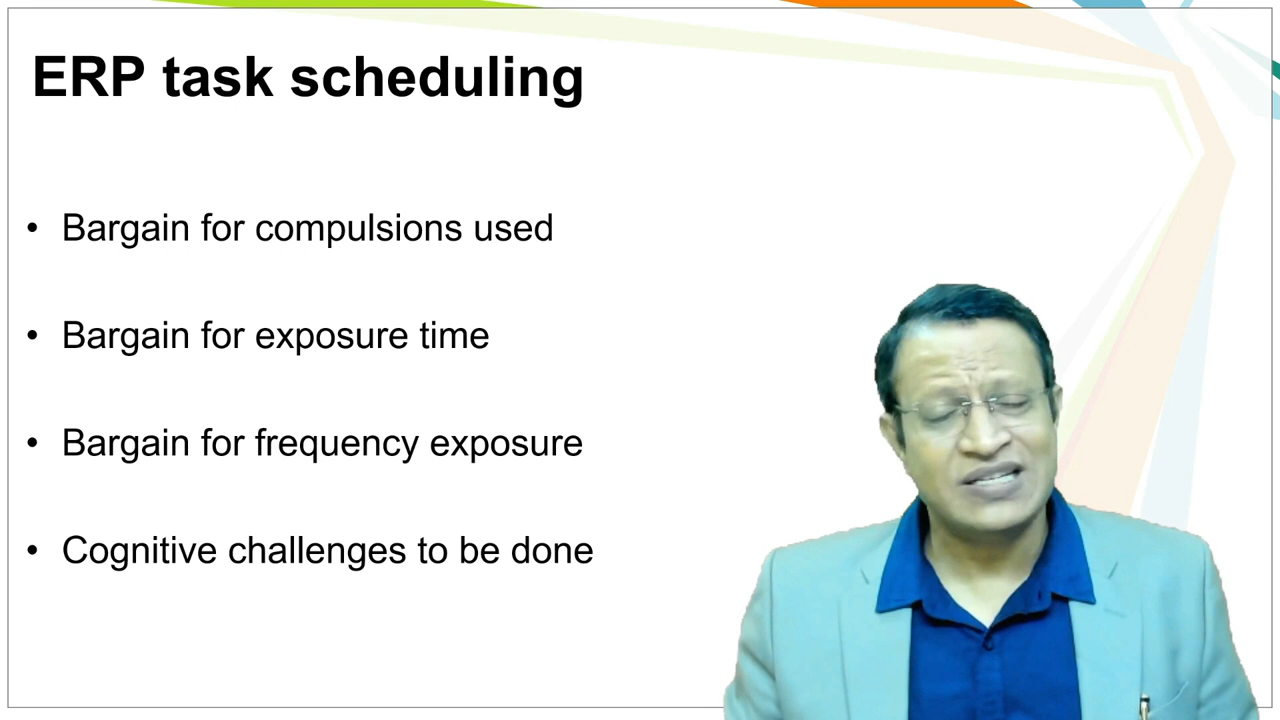 ERP task scheduling
• Bargain for compulsions used
• Bargain for exposure time
• Bargain for frequency exposure
• Cognitive challenges to be done